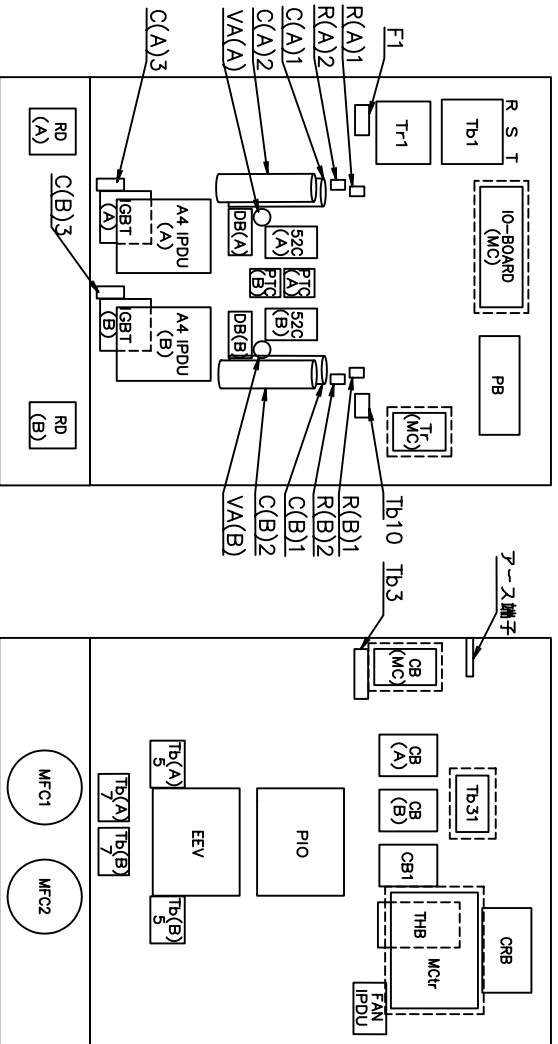 R S T
Tb1
Tr1
IO-BOARD
(MC)
PB
Tr
(MC)
F1
R(A)1
R(A)2
C(A)1
C(A)2
VA(A)
C(A)3
C(B)3
52C
(A)
PTC
(A)
PTC
(B)
52C
(B)
DB(A)
DB(B)
A4 IPDU
(A)
IGBT
(A)
A4 IPDU
(B)
IGBT
(B)
RD
(A)
RD
(B)
Tb10
R(B)1
R(B)2
C(B)1
C(B)2
VA(B)
アース端子
Tb3
CB
(MC)
CB
(A)
CB
(B)
Tb31
CB1
THB
MCtr
CRB
FAN
IPDU
PIO
EEV
Tb(A)
5
Tb(B)
5
Tb(A)
7
Tb(B)
7
MFC1
MFC2